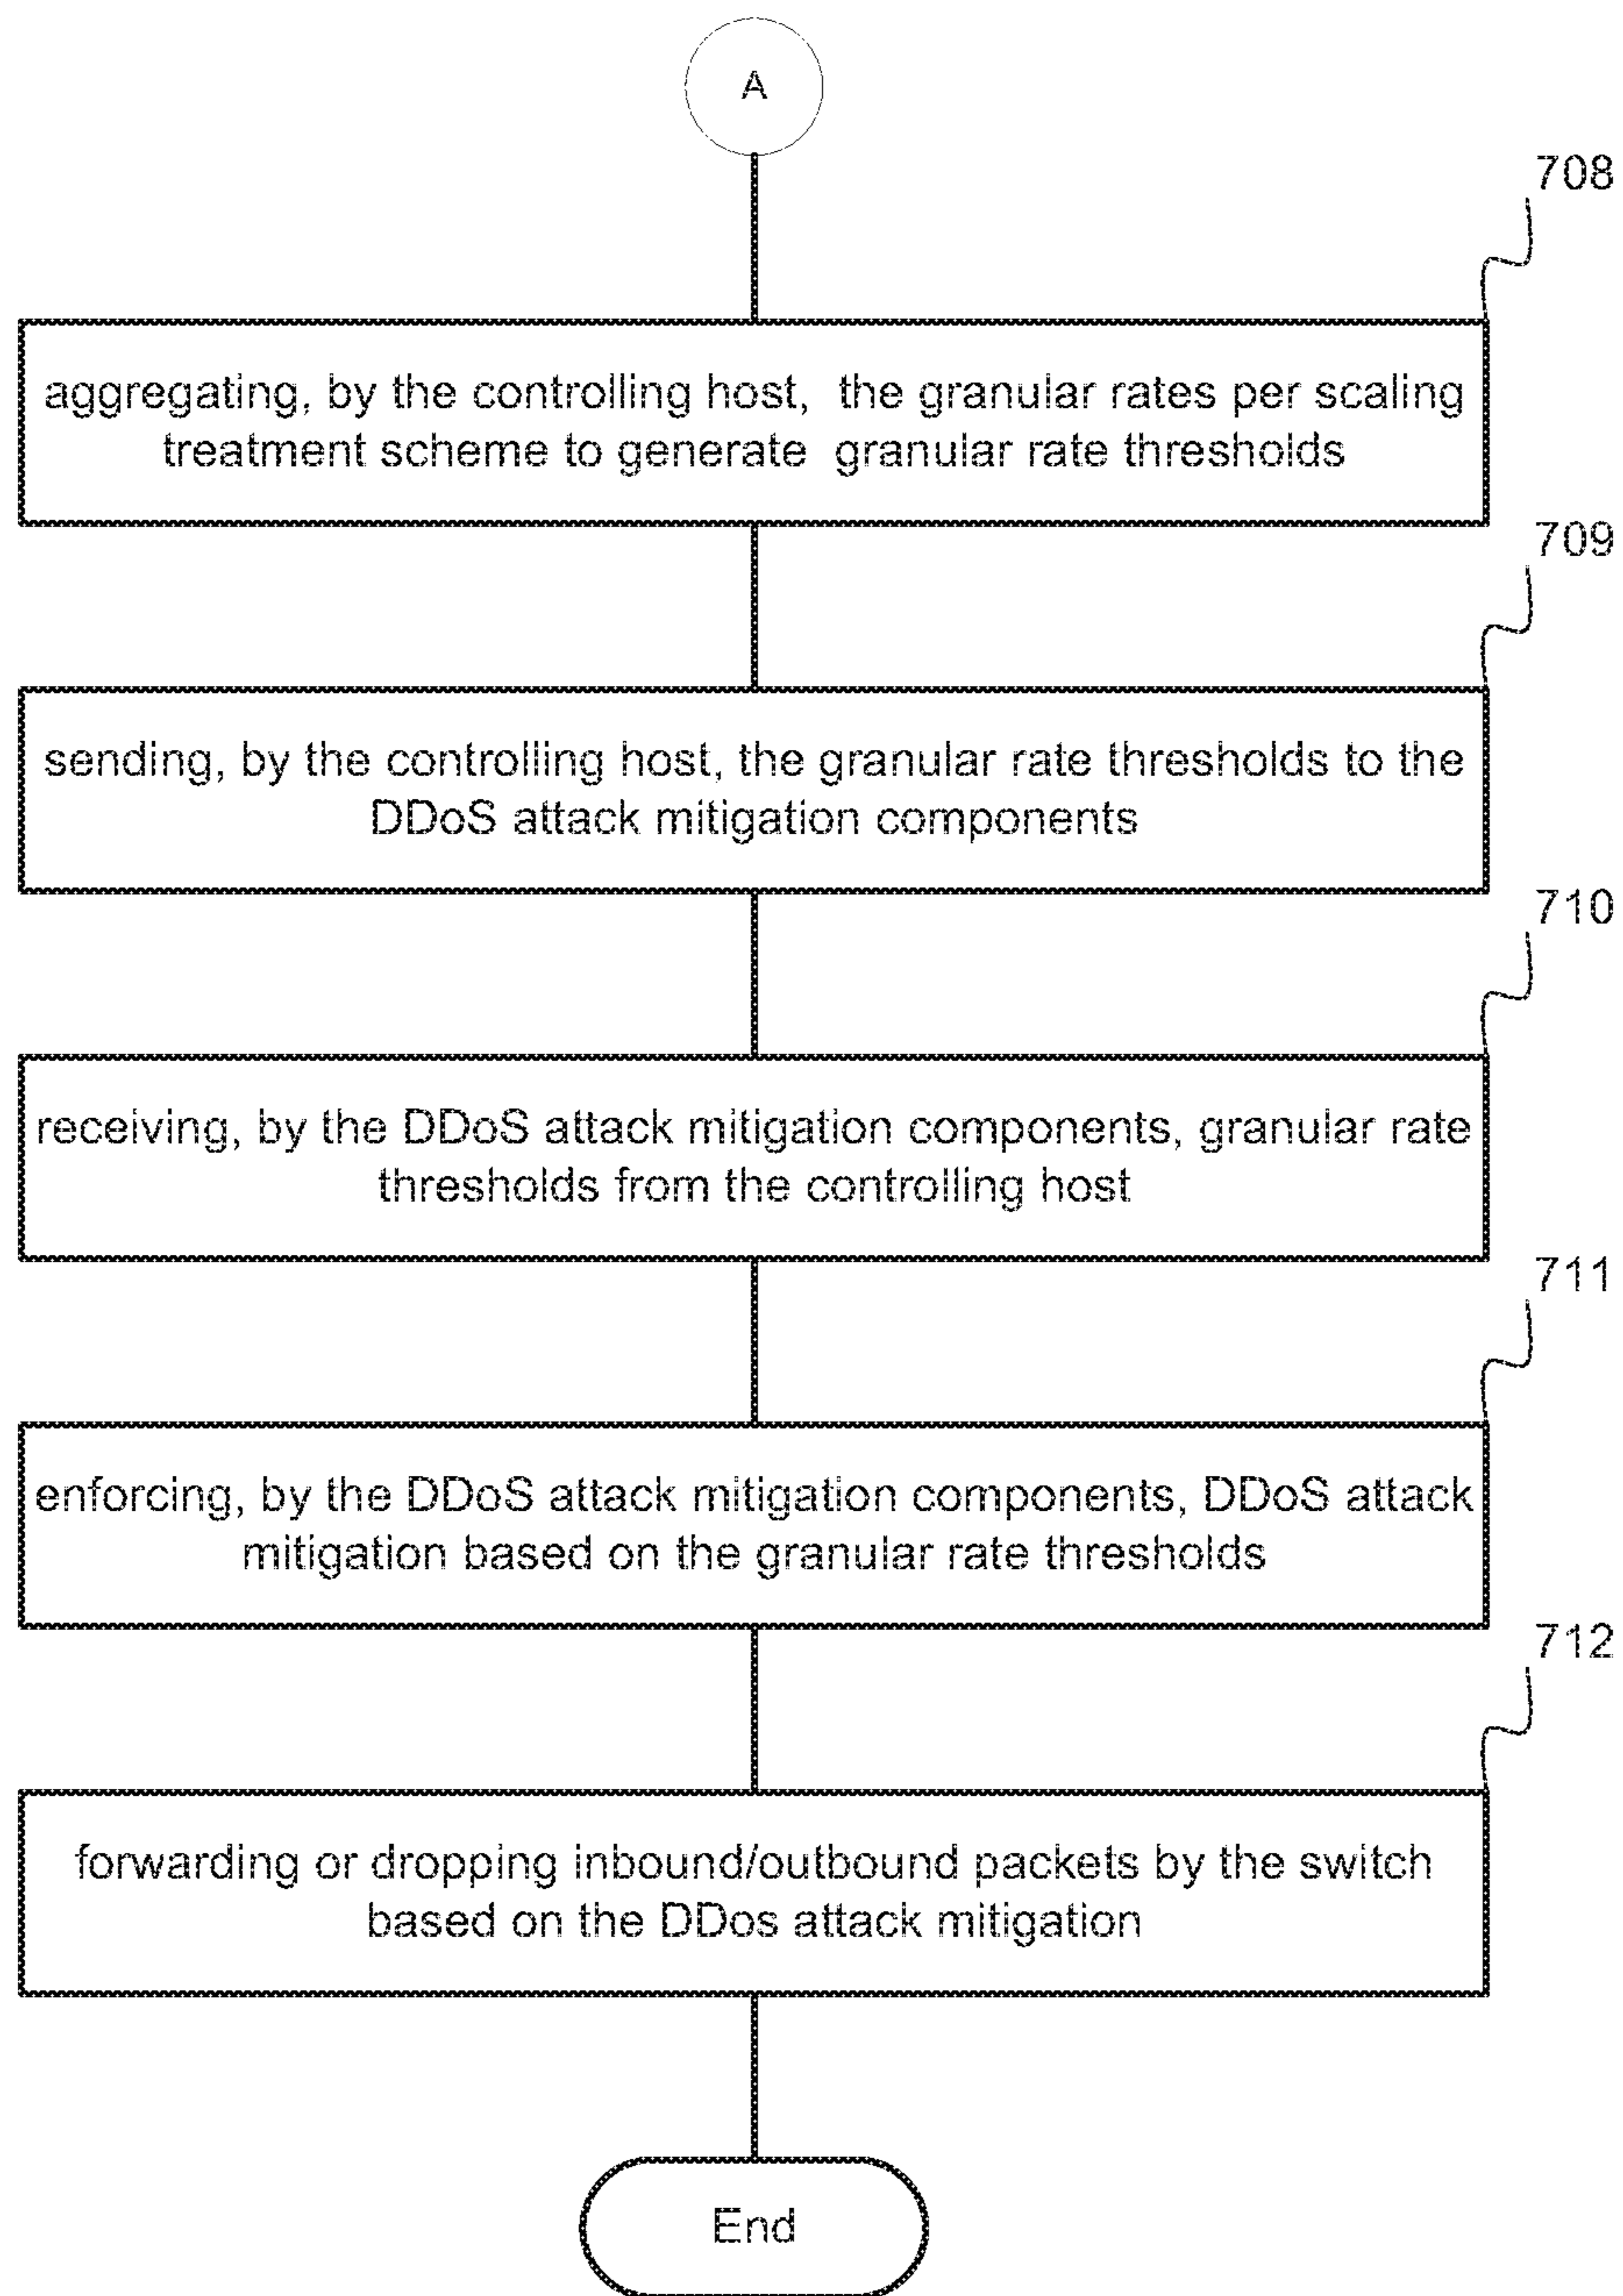 A
708
aggregating, by the controlling host, the granular rates per scaling
treatment scheme to generate granular rate thresholds
709
sending, by the controlling host, the granular rate thresholds to the
DDoS attack mitigation components
710
receiving, by the DDoS attack mitigation components, granular rate
thresholds from the controlling host
711
enforcing, by the DDoS attack mitigation components, DDoS attack
mitigation based on the granular rate thresholds
712
forwarding or dropping inbound/outbound packets by the switch
based on the DDos attack mitigation
End